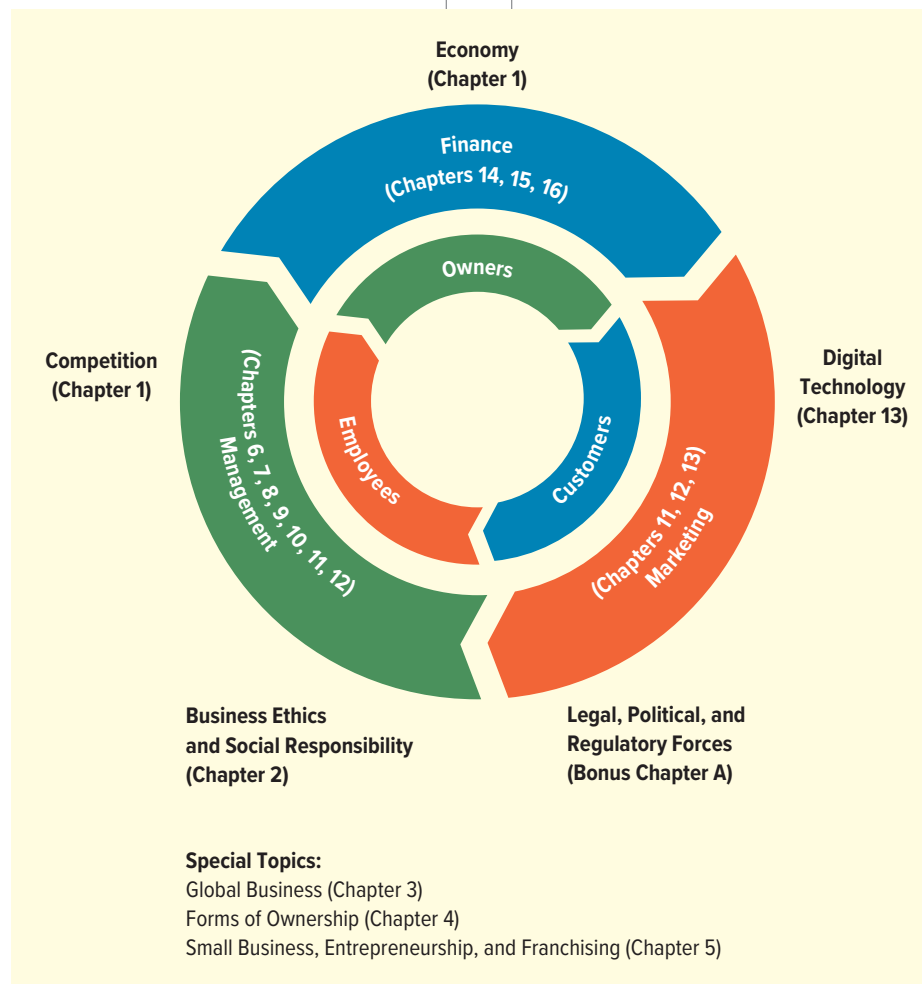 Economy
(Chapter 1)
Finance
(Chapters 14, 15, 16)
Owners
Competition
(Chapter 1)
Digital
Technology
(Chapter 13)
(Chapters 6, 7, 8, 9, 10, 11, 12)
Management
Employees
Customers
(Chapters 11, 12, 13)
Marketing
Business Ethics
and Social Responsibility
(Chapter 2)
Legal, Political, and
Regulatory Forces
(Bonus Chapter A)
Special Topics:
Global Business (Chapter 3)
Forms of Ownership (Chapter 4)
Small Business, Entrepreneurship, and Franchising (Chapter 5)